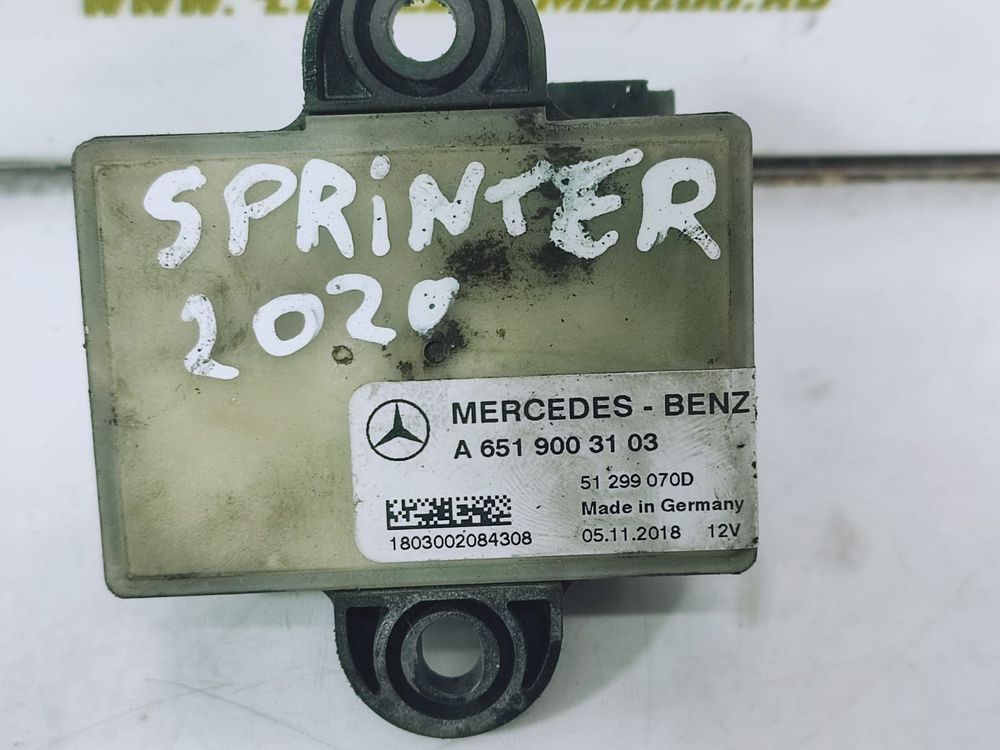 SPRiNTER
2020
MERCEDES - BENZ
A 651 900 31 03
51 299 070D
Made in Germany
1803002084308
05.11.2018 12V